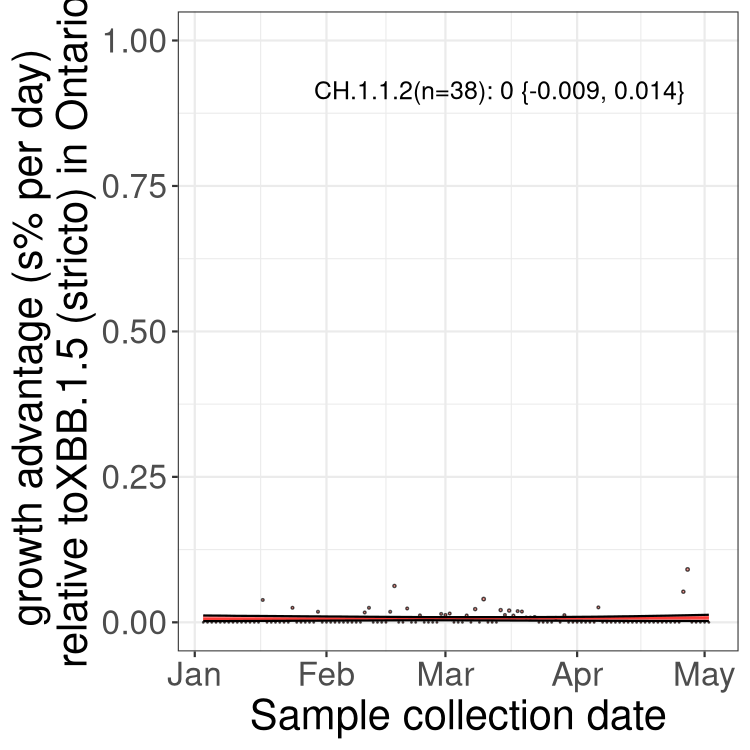 growth advantage (s% per day)
relative toXBB.1.5 (stricto) in Ontario
1.00
0.75
0.50
0.25
0.00
CH.1.1.2(n=38): 0 {-0.009, 0.014}
Jan Feb Mar Apr May
Sample collection date